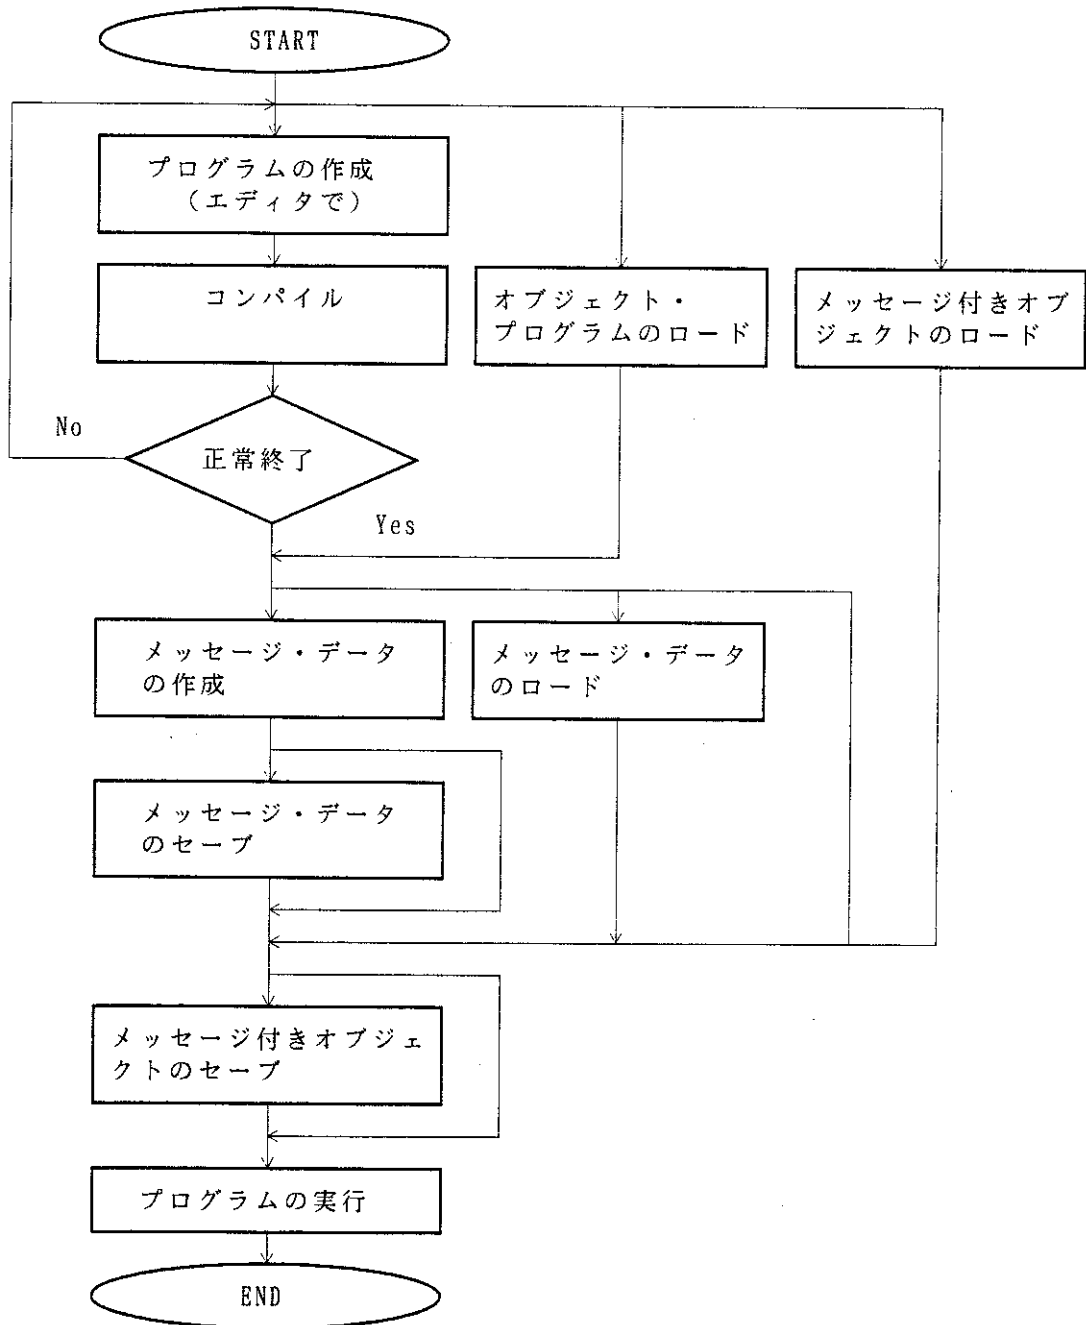 START
プログラムの作成
（エディタで）
コンパイル
オブジェクト・
プログラムのロード
メッセージ付きオブ
ジェクトのロード
No
正常終了
Yes
メッセージ・データ
の作成
メッセージ・データ
のロード
メッセージ・データ
のセーブ
メッセージ付きオブジェ
クトのセーブ
プログラムの実行
END